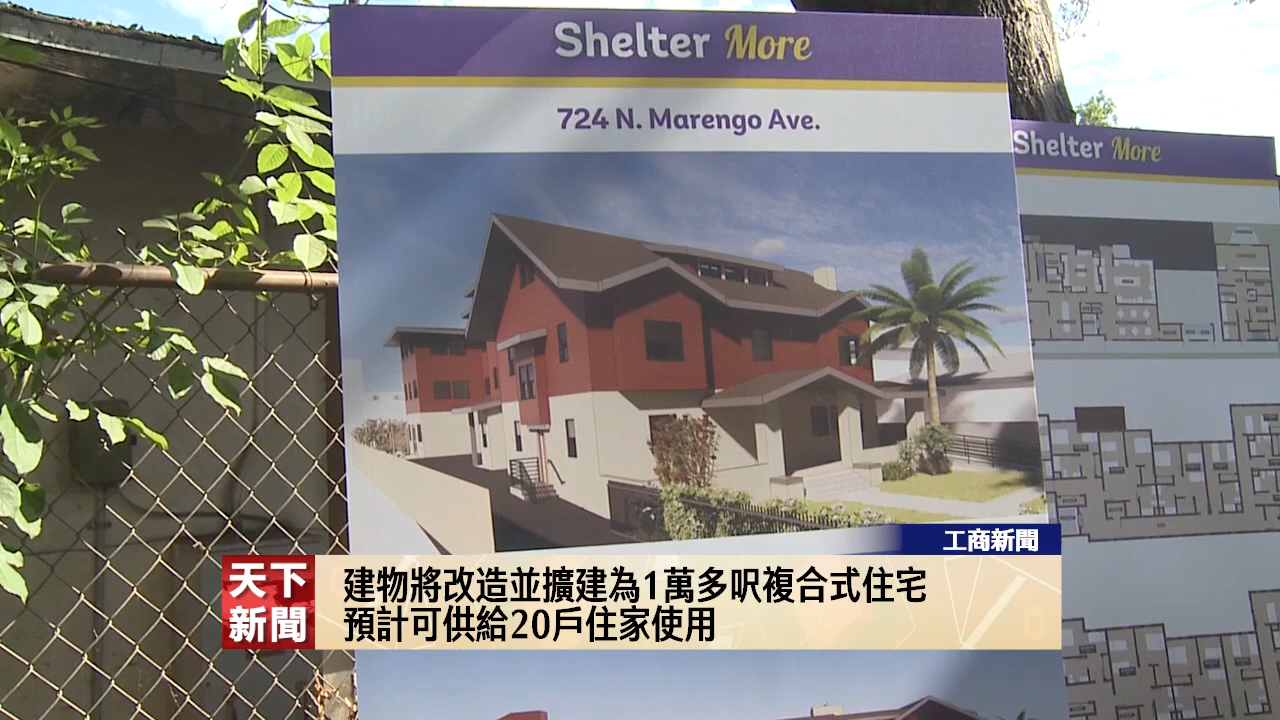 Shelter More
724 N. Marengo Ave.
Shelter More
工商新聞
天下
新聞
建物將改造並擴建為1萬多呎複合式住宅
預計可供給20戶住家使用